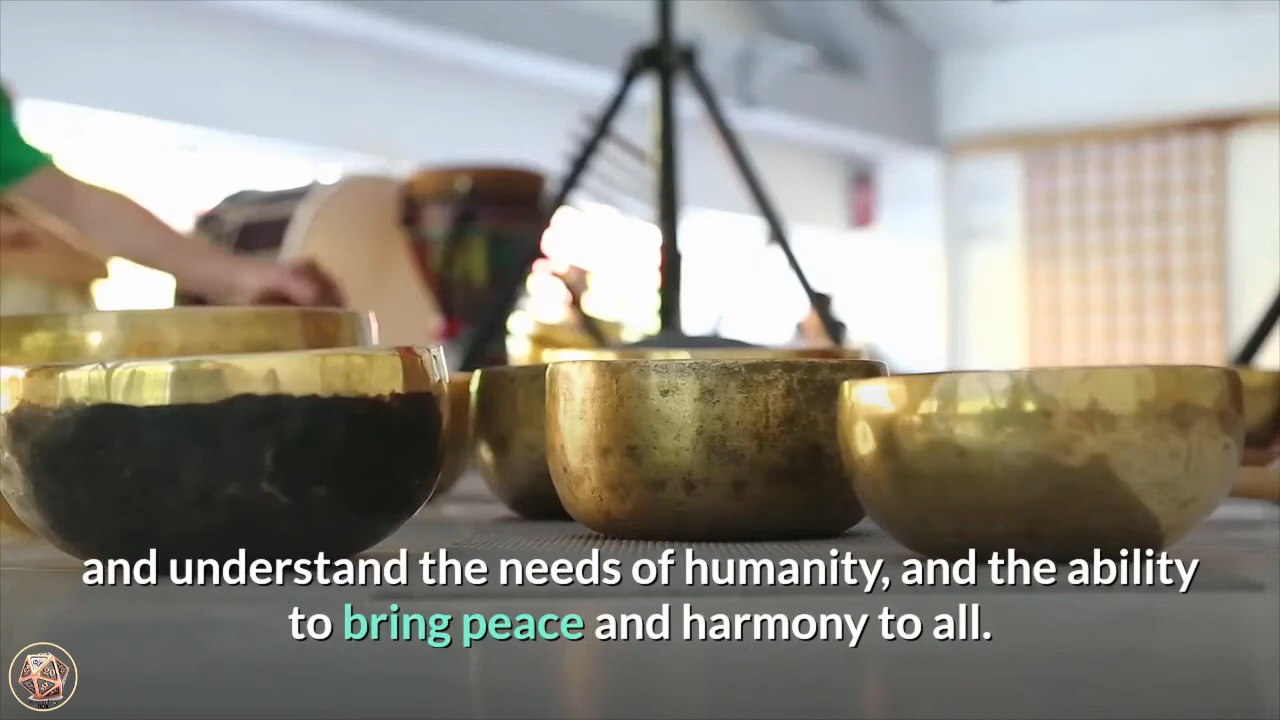 and understand the needs of humanity, and the ability
to bring peace and harmony to all.